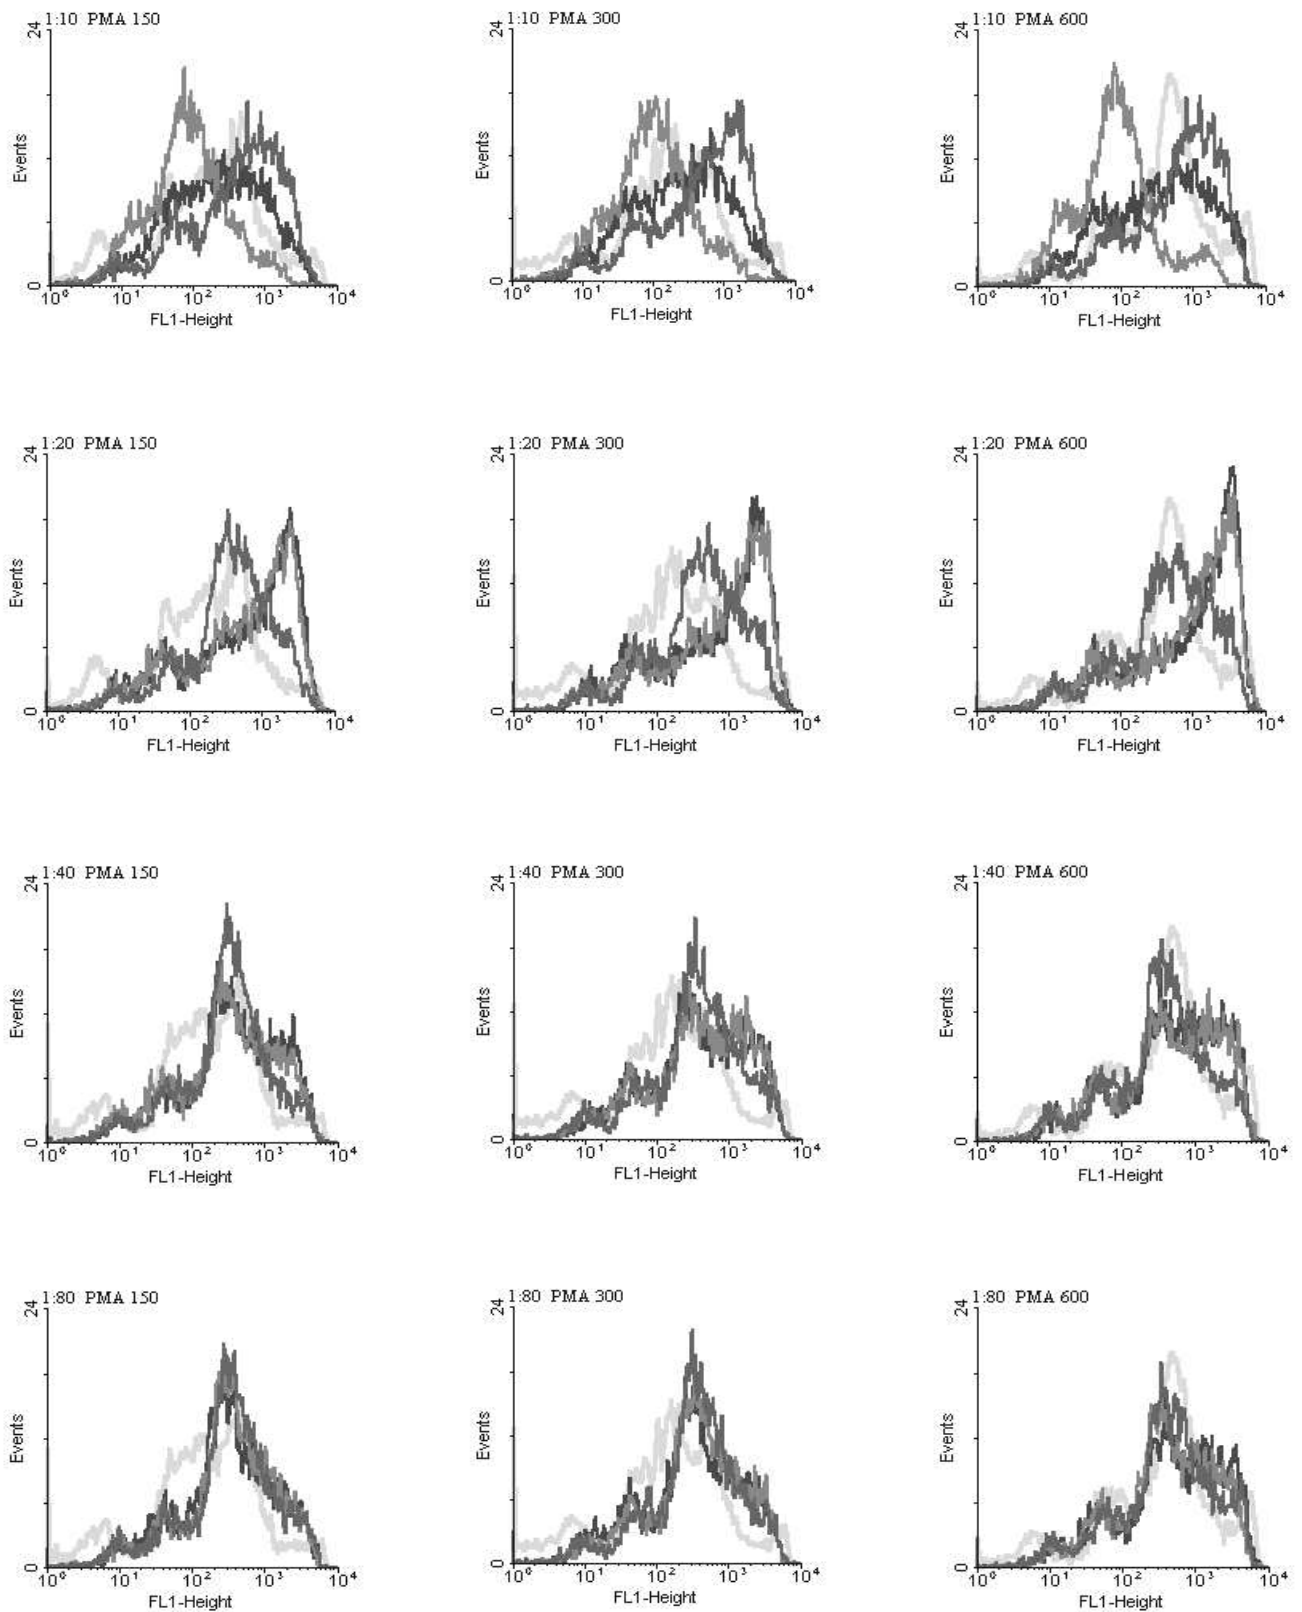 1:10 PMA 150
24
Events
0
10⁰ 10¹ 10² 10³ 10⁴
FL1-Height
1:10 PMA 300
24
Events
0
10⁰ 10¹ 10² 10³ 10⁴
FL1-Height
1:10 PMA 600
24
Events
0
10⁰ 10¹ 10² 10³ 10⁴
FL1-Height
1:20 PMA 150
24
Events
0
10⁰ 10¹ 10² 10³ 10⁴
FL1-Height
1:20 PMA 300
24
Events
0
10⁰ 10¹ 10² 10³ 10⁴
FL1-Height
1:20 PMA 600
24
Events
0
10⁰ 10¹ 10² 10³ 10⁴
FL1-Height
1:40 PMA 150
24
Events
0
10⁰ 10¹ 10² 10³ 10⁴
FL1-Height
1:40 PMA 300
24
Events
0
10⁰ 10¹ 10² 10³ 10⁴
FL1-Height
1:40 PMA 600
24
Events
0
10⁰ 10¹ 10² 10³ 10⁴
FL1-Height
1:80 PMA 150
24
Events
0
10⁰ 10¹ 10² 10³ 10⁴
FL1-Height
1:80 PMA 300
24
Events
0
10⁰ 10¹ 10² 10³ 10⁴
FL1-Height
1:80 PMA 600
24
Events
0
10⁰ 10¹ 10² 10³ 10⁴
FL1-Height